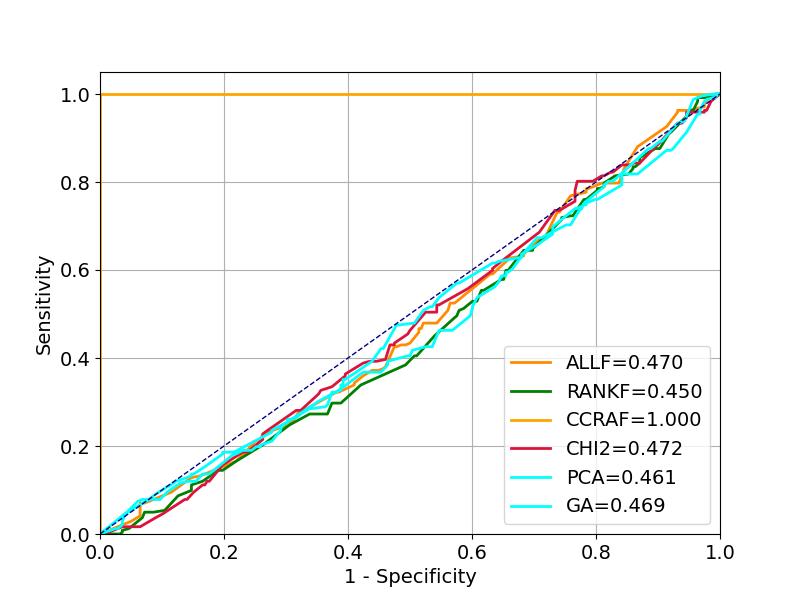 1.0
0.8
0.6
0.4
0.2
0.0
Sensitivity
ALLF=0.470
RANKF=0.450
CCRAF=1.000
CHI2=0.472
PCA=0.461
GA=0.469
0.0 0.2 0.4 0.6 0.8 1.0
1 - Specificity